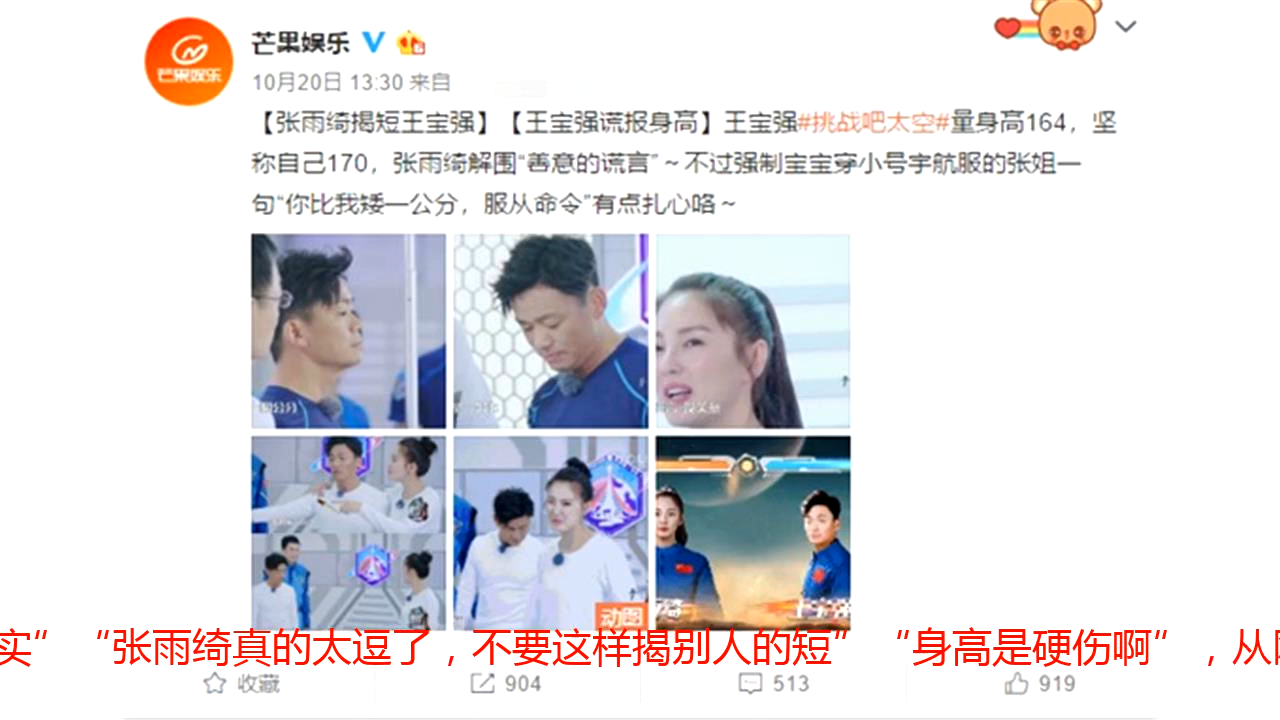 芒果娱乐
芒果娱乐
10月20日 13:30 来自
【张雨绮揭短王宝强】【王宝强谎报身高】王宝强#挑战吧太空#量身高164，坚
称自己170，张雨绮解围“善意的谎言”～不过强制宝宝穿小号宇航服的张姐一
句“你比我矮一公分，服从命令”有点扎心咯～
动图
实” “张雨绮真的太逗了，不要这样揭别人的短” “身高是硬伤啊”，从
收藏
904
513
919